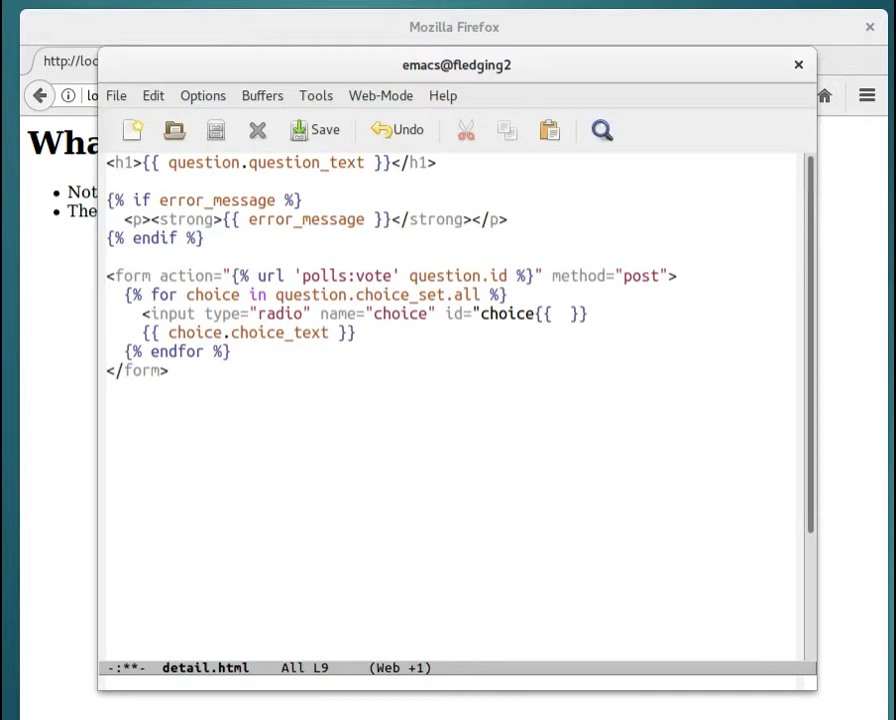 Mozilla Firefox
http://loc
lo
emacs@fledging2
File Edit Options Buffers Tools Web-Mode Help
Save Undo
Wha
Not
The
<h1>{{ question.question_text }}</h1>
{% if error_message %}
<p><strong>{{ error_message }}</strong></p>
{% endif %}
<form action="{% url 'polls:vote' question.id %}" method="post">
{% for choice in question.choice_set.all %}
<input type="radio" name="choice" id="choice{{  }}
{{ choice.choice_text }}
{% endfor %}
</form>
-:**- detail.html All L9 (Web +1)